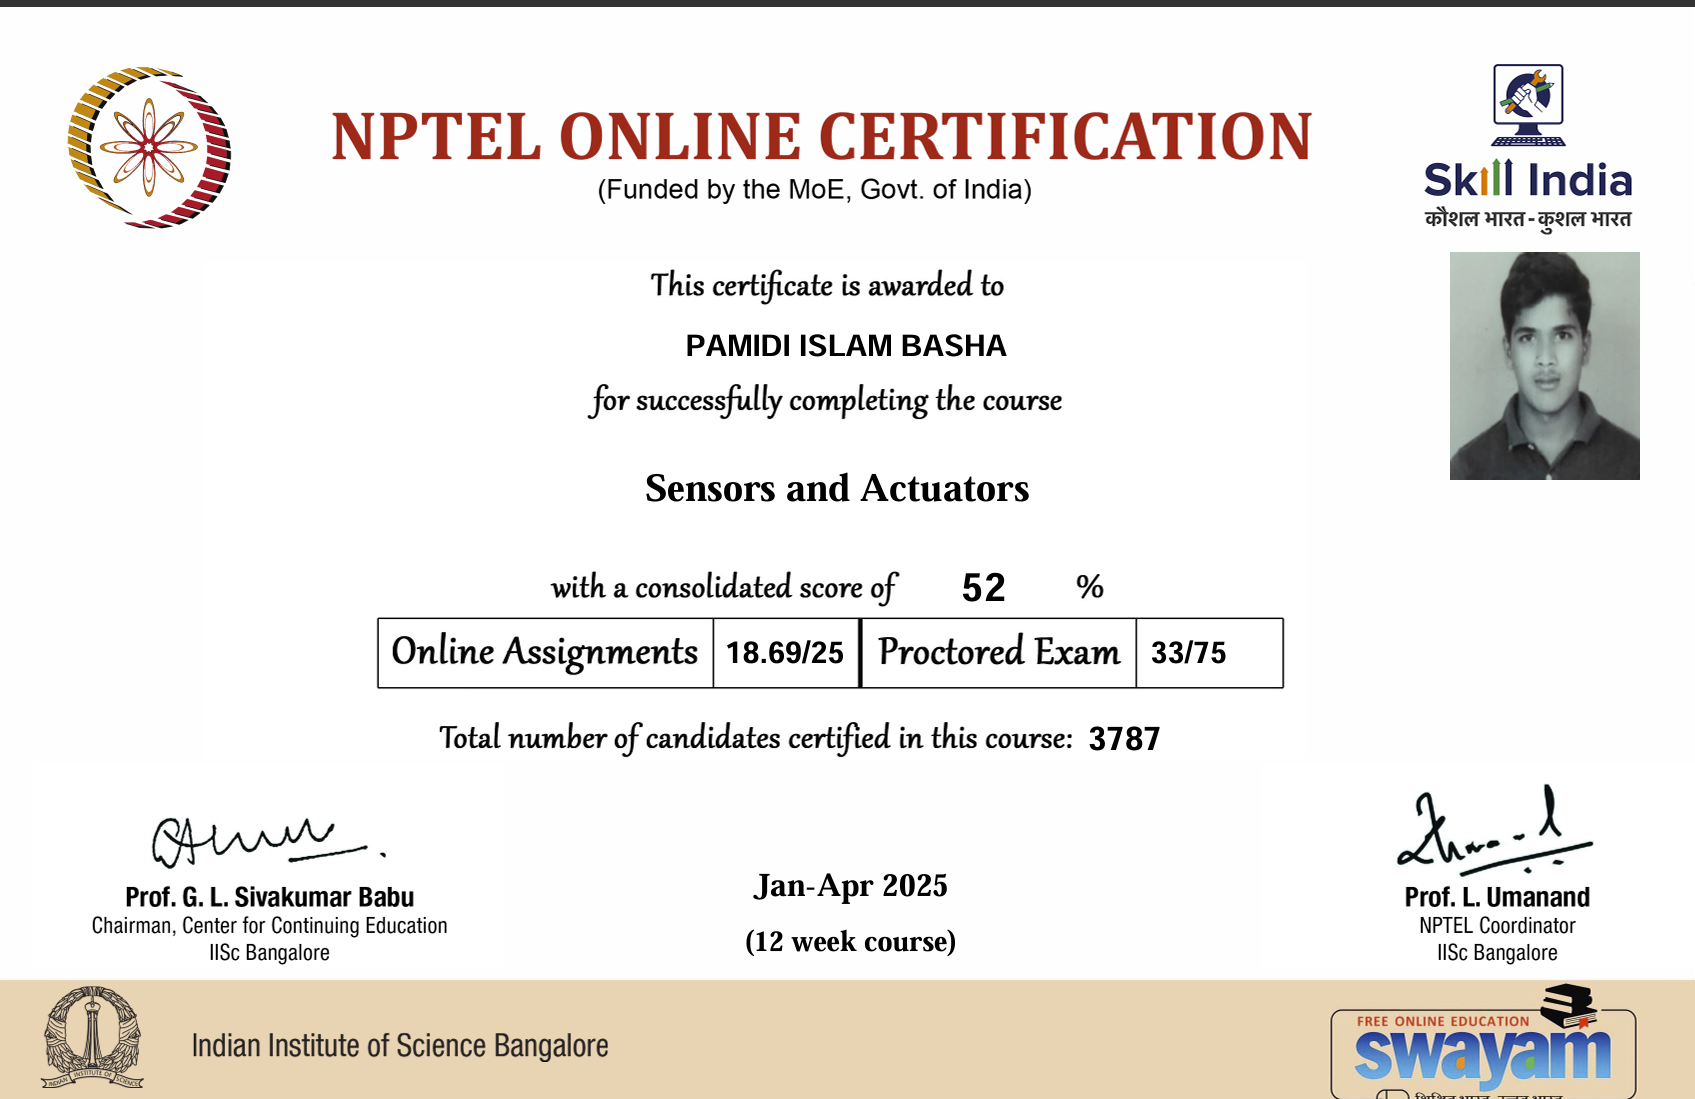 NPTEL ONLINE CERTIFICATION
(Funded by the MoE, Govt. of India)
Skill India
कौशल भारत - कुशल भारत
This certificate is awarded to
PAMIDI ISLAM BASHA
for successfully completing the course
Sensors and Actuators
with a consolidated score of 52 %
Online Assignments 18.69/25 Proctored Exam 33/75
Total number of candidates certified in this course: 3787
Prof. G. L. Sivakumar Babu
Chairman, Center for Continuing Education
IISc Bangalore
Jan-Apr 2025
(12 week course)
Prof. L. Umanand
NPTEL Coordinator
IISc Bangalore
INDIAN INSTITUTE OF SCIENCE
Indian Institute of Science Bangalore
FREE ONLINE EDUCATION
swayam